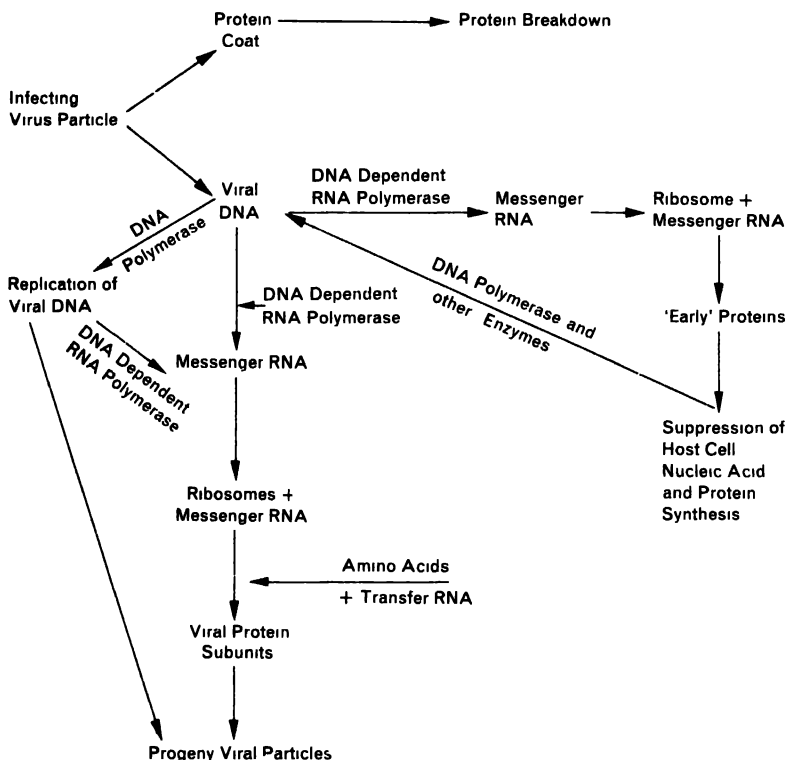 Protein
Coat
Protein Breakdown
Infecting
Virus Particle
Viral
DNA
DNA Dependent
RNA Polymerase
Messenger
RNA
Ribosome +
Messenger RNA
DNA
Polymerase
Replication of
Viral DNA
DNA Dependent
RNA Polymerase
DNA Polymerase and
other Enzymes
'Early' Proteins
DNA Dependent
RNA Polymerase
Messenger RNA
Suppression of
Host Cell
Nucleic Acid
and Protein
Synthesis
Ribosomes +
Messenger RNA
Amino Acids
+ Transfer RNA
Viral Protein
Subunits
Progeny Viral Particles